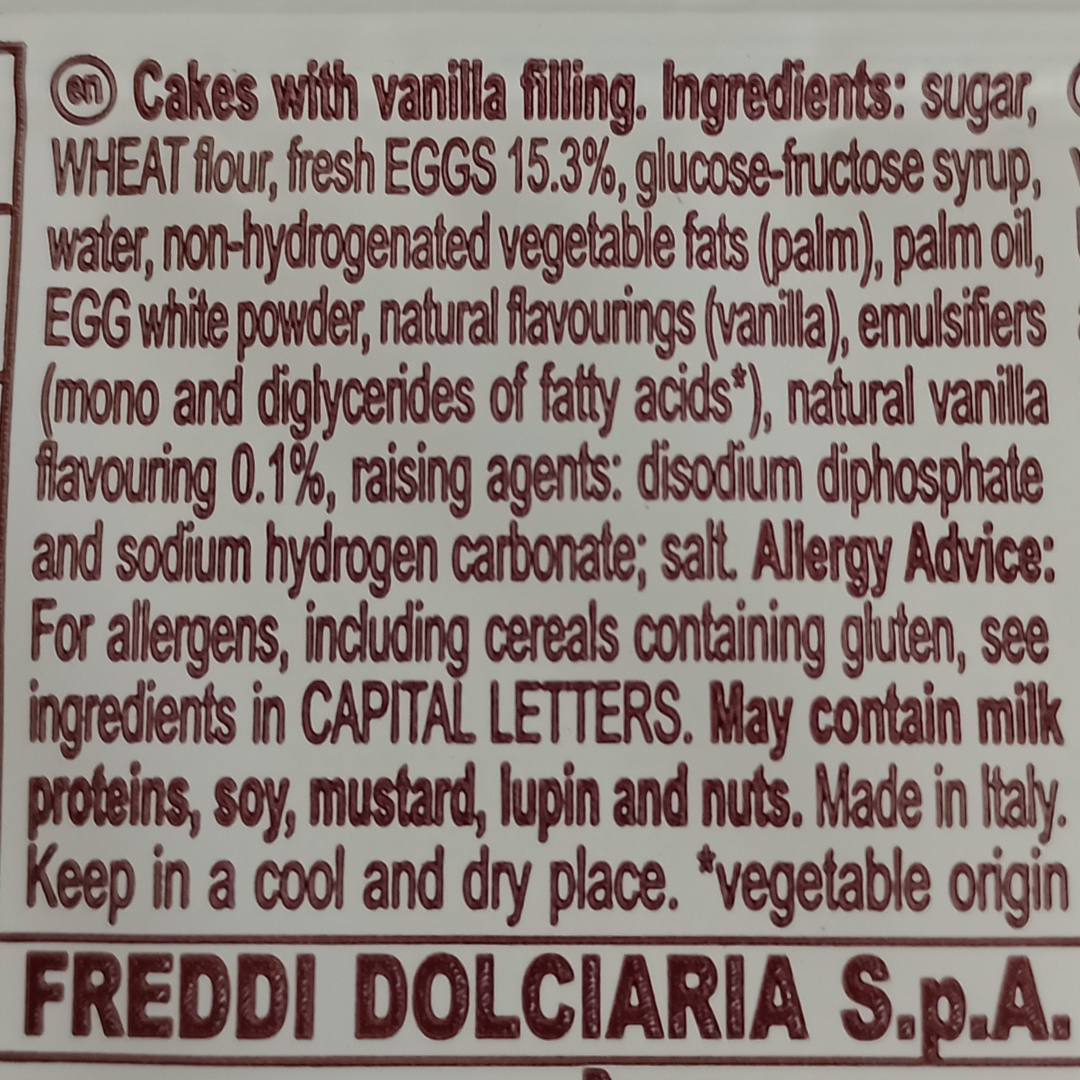 en Cakes with vanilla filling. Ingredients: sugar,
WHEAT flour, fresh EGGS 15.3%, glucose-fructose syrup,
water, non-hydrogenated vegetable fats (palm), palm oil,
EGG white powder, natural flavourings (vanilla), emulsifiers
(mono and diglycerides of fatty acids*), natural vanilla
flavouring 0.1%, raising agents: disodium diphosphate
and sodium hydrogen carbonate; salt. Allergy Advice:
For allergens, including cereals containing gluten, see
ingredients in CAPITAL LETTERS. May contain milk
proteins, soy, mustard, lupin and nuts. Made in Italy.
Keep in a cool and dry place. *vegetable origin
FREDDI DOLCIARIA S.p.A.